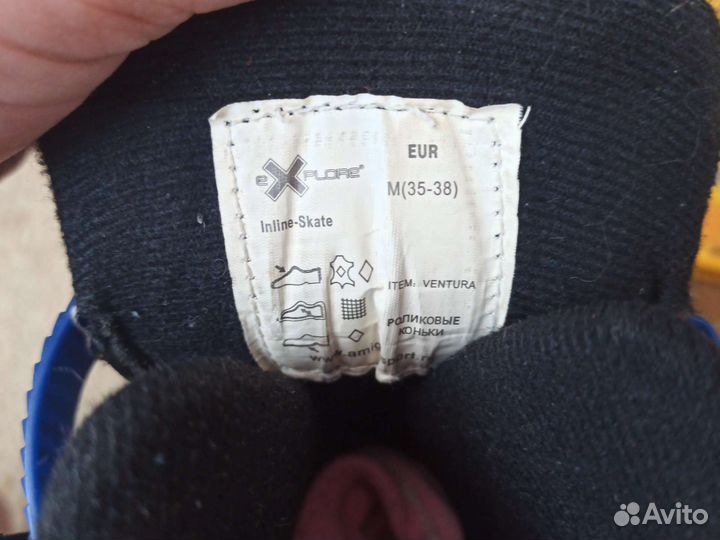 eXPLORE®
EUR
M(35-38)
Inline-Skate
ITEM: VENTURA
РОЛИКОВЫЕ
КОНЬКИ
Avito